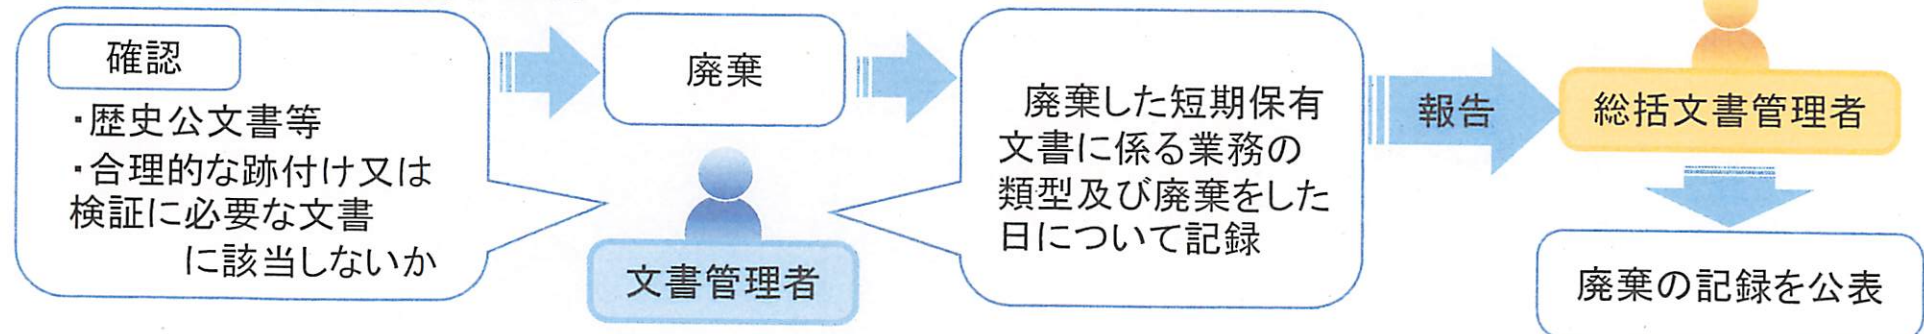 確認
・歴史公文書等
・合理的な跡付け又は
検証に必要な文書
に該当しないか
廃棄
文書管理者
廃棄した短期保有
文書に係る業務の
類型及び廃棄をした
日について記録
報告
総括文書管理者
廃棄の記録を公表